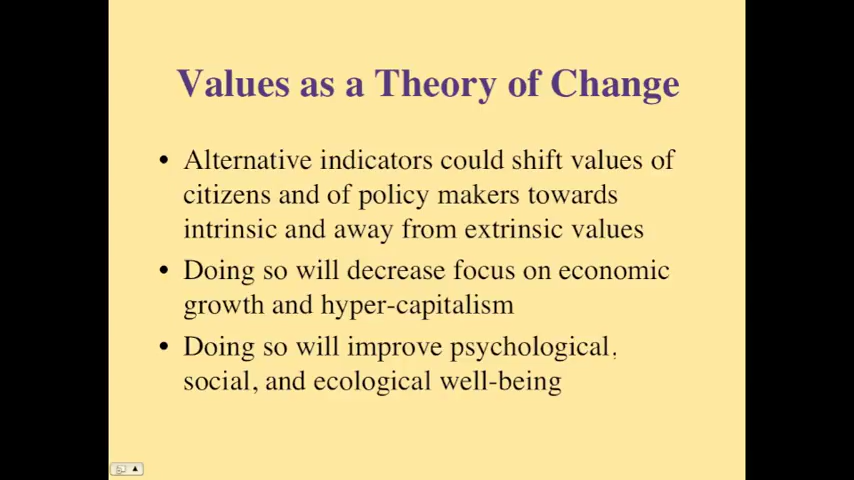 Values as a Theory of Change
• Alternative indicators could shift values of
citizens and of policy makers towards
intrinsic and away from extrinsic values
• Doing so will decrease focus on economic
growth and hyper-capitalism
• Doing so will improve psychological,
social, and ecological well-being